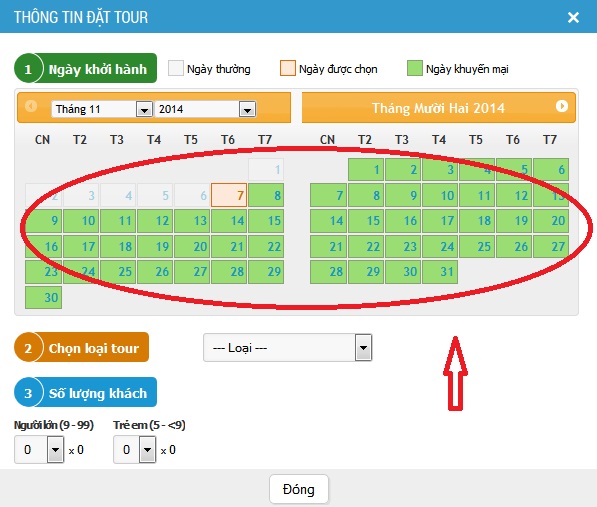 THÔNG TIN ĐẶT TOUR ×
1 Ngày khởi hành Ngày thường Ngày được chọn Ngày khuyến mại
Tháng 11 2014 Tháng Mười Hai 2014
CN T2 T3 T4 T5 T6 T7 CN T2 T3 T4 T5 T6 T7
1 1 2 3 4 5 6
2 3 4 5 6 7 8 7 8 9 10 11 12 13
9 10 11 12 13 14 15 14 15 16 17 18 19 20
16 17 18 19 20 21 22 21 22 23 24 25 26 27
23 24 25 26 27 28 29 28 29 30 31
30
2 Chọn loại tour --- Loại ---
3 Số lượng khách
Người lớn (9 - 99) Trẻ em (5 - <9)
0 x 0 0 x 0
Đóng